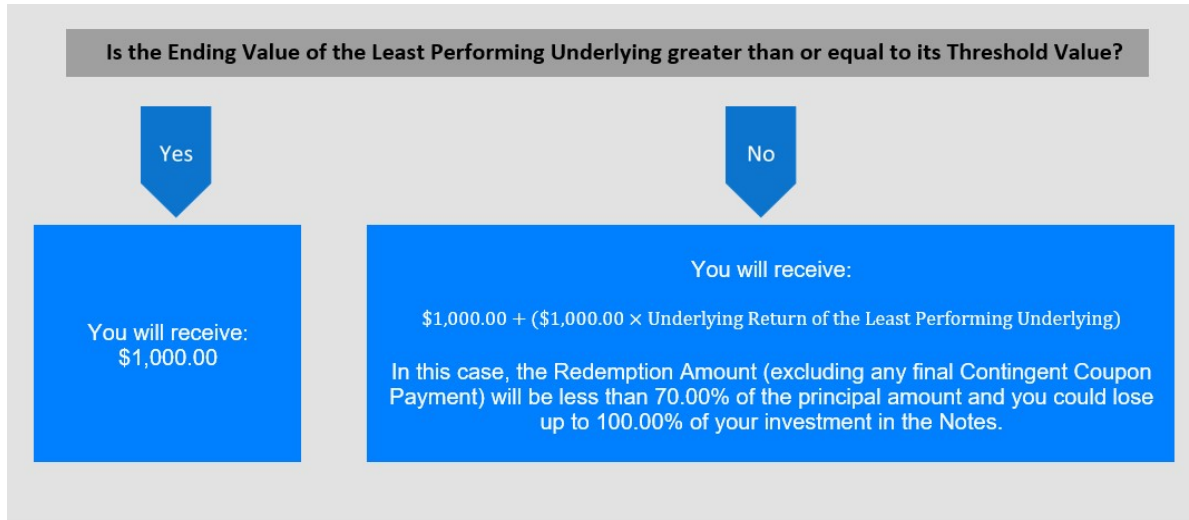 Is the Ending Value of the Least Performing Underlying greater than or equal to its Threshold Value?
Yes
No
You will receive:
$1,000.00
You will receive:
$1,000.00 + ($1,000.00 × Underlying Return of the Least Performing Underlying)
In this case, the Redemption Amount (excluding any final Contingent Coupon
Payment) will be less than 70.00% of the principal amount and you could lose
up to 100.00% of your investment in the Notes.